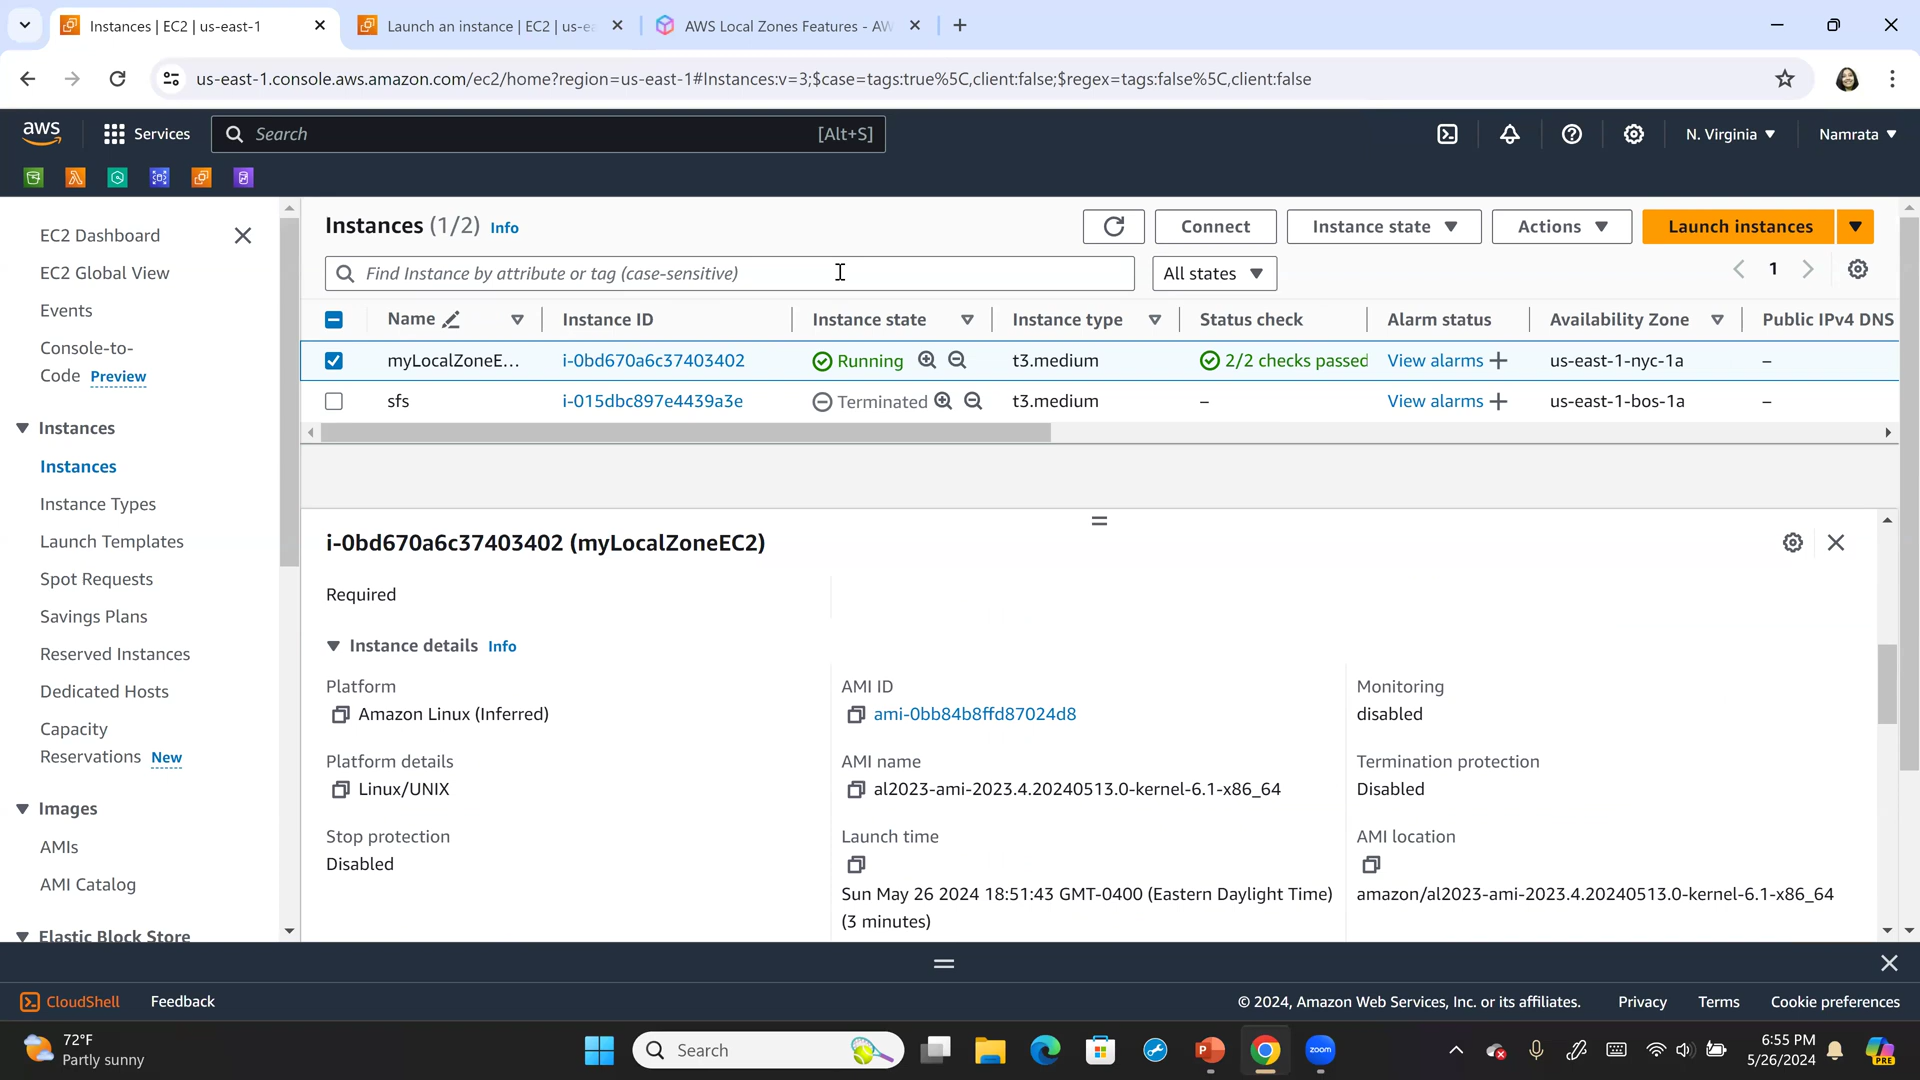 Instances | EC2 | us-east-1
Launch an instance | EC2 | us-ea
AWS Local Zones Features - AW
us-east-1.console.aws.amazon.com/ec2/home?region=us-east-1#Instances:v=3;$case=tags:true%5C,client:false;$regex=tags:false%5C,client:false
aws
Services
Search
[Alt+S]
N. Virginia
Namrata
EC2 Dashboard
EC2 Global View
Events
Console-to-
Code Preview
Instances
Instances
Instance Types
Launch Templates
Spot Requests
Savings Plans
Reserved Instances
Dedicated Hosts
Capacity
Reservations New
Images
AMIs
AMI Catalog
Elastic Block Store
Instances (1/2) Info
Connect
Instance state
Actions
Launch instances
Find Instance by attribute or tag (case-sensitive)
All states
1
Name Instance ID Instance state Instance type Status check Alarm status Availability Zone Public IPv4 DNS
myLocalZoneE... i-0bd670a6c37403402 Running t3.medium 2/2 checks passed View alarms + us-east-1-nyc-1a –
sfs i-015dbc897e4439a3e Terminated t3.medium – View alarms + us-east-1-bos-1a –
i-0bd670a6c37403402 (myLocalZoneEC2)
Required
Instance details Info
Platform
Amazon Linux (Inferred)
AMI ID
ami-0bb84b8ffd87024d8
Monitoring
disabled
Platform details
Linux/UNIX
AMI name
al2023-ami-2023.4.20240513.0-kernel-6.1-x86_64
Termination protection
Disabled
Stop protection
Disabled
Launch time
Sun May 26 2024 18:51:43 GMT-0400 (Eastern Daylight Time)
(3 minutes)
AMI location
amazon/al2023-ami-2023.4.20240513.0-kernel-6.1-x86_64
CloudShell
Feedback
© 2024, Amazon Web Services, Inc. or its affiliates.
Privacy
Terms
Cookie preferences
72°F
Partly sunny
Search
P
zoom
6:55 PM
5/26/2024
PRE